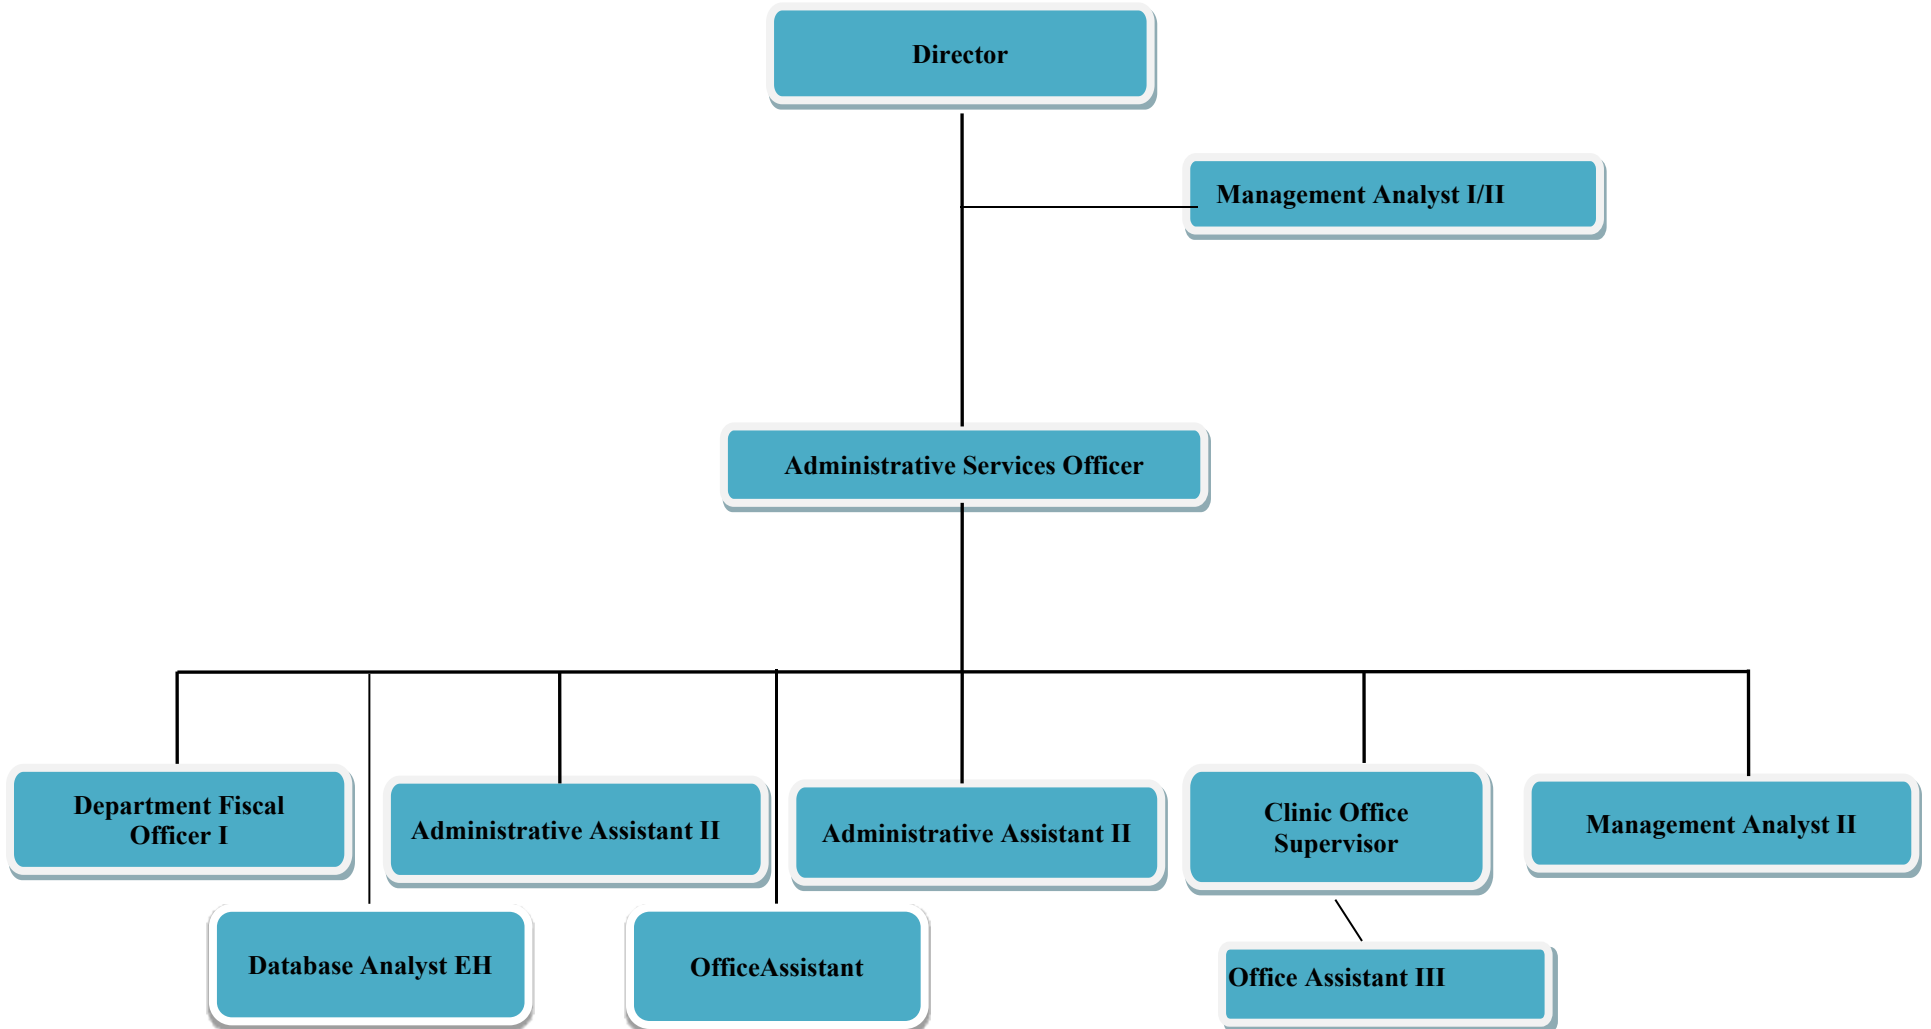 Director
Management Analyst I/II
Administrative Services Officer
Department Fiscal
Officer I
Administrative Assistant II
Administrative Assistant II
Clinic Office
Supervisor
Management Analyst II
Database Analyst EH
OfficeAssistant
Office Assistant III